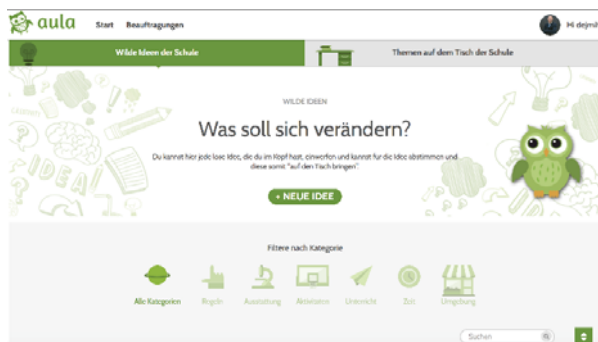 aula
Start Beauftragungen
Hi dejmi
Wilde Ideen der Schule
Themen auf dem Tisch der Schule
WILDE IDEEN
Was soll sich verändern?
Du kannst hier jede lose Idee, die du im Kopf hast, einwerfen und kannst für die Idee abstimmen und
diese somit "auf den Tisch bringen".
+ NEUE IDEE
IDEA
Filtere nach Kategorie
Alle Kategorien Regeln Ausstattung Aktivitäten Unterricht Zeit Umgebung
Suchen